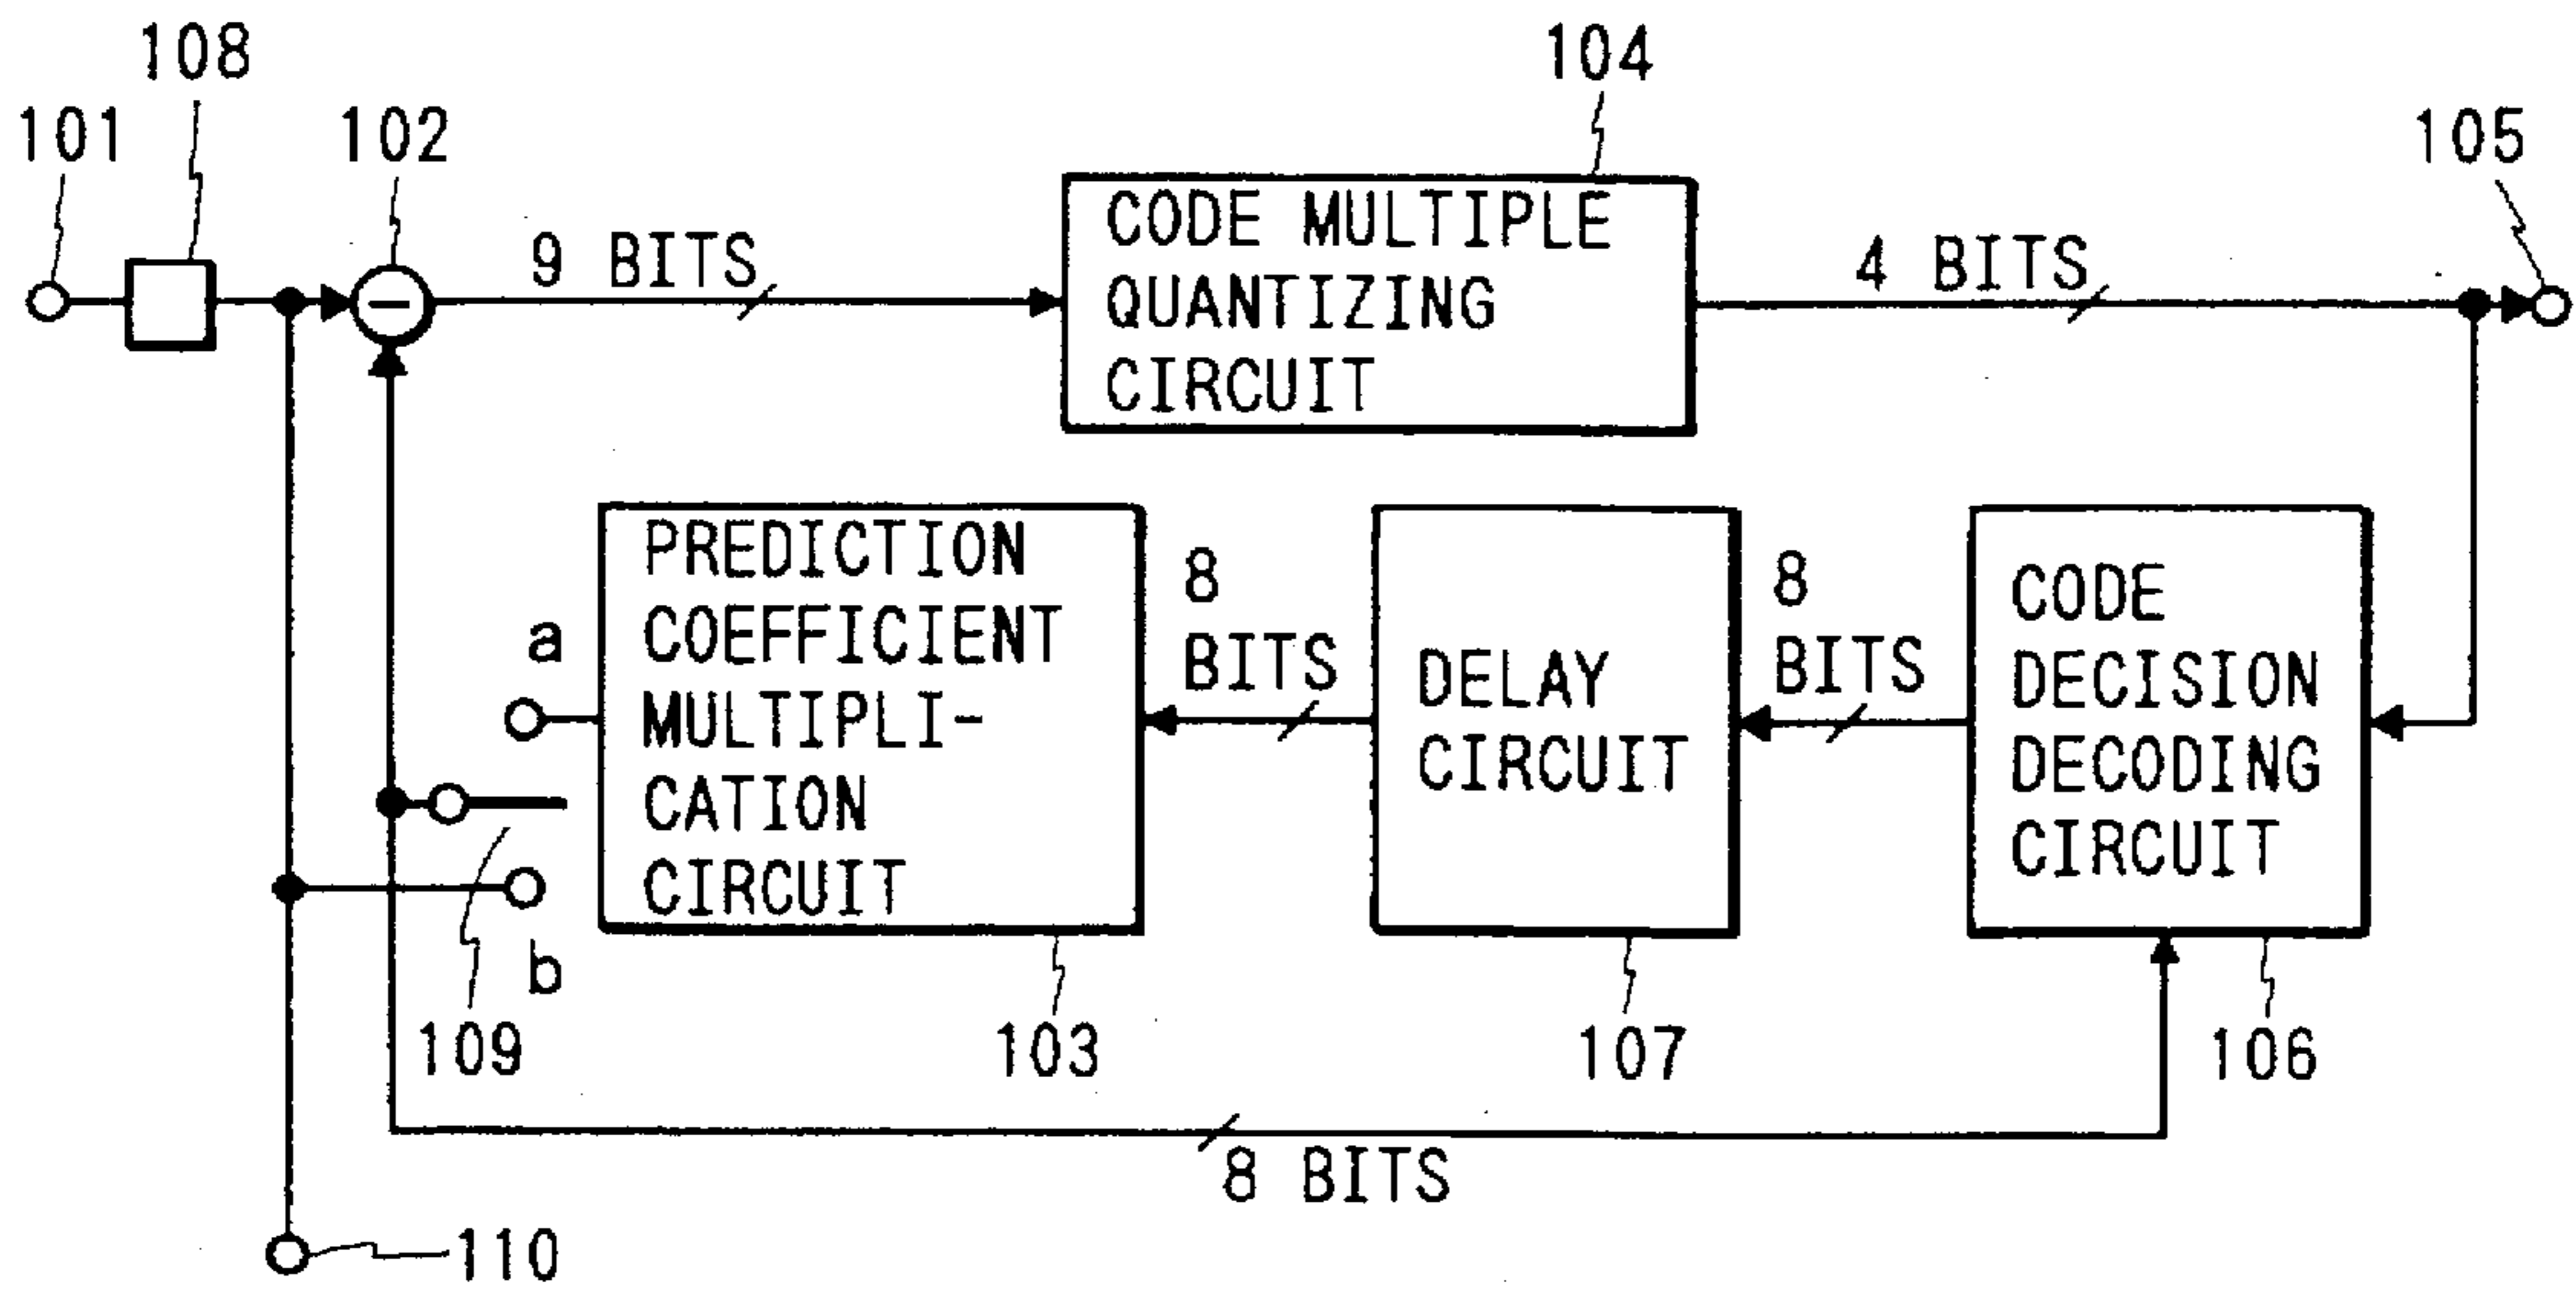 108
104
101
102
105
9 BITS
CODE MULTIPLE
QUANTIZING
CIRCUIT
4 BITS
−
PREDICTION
COEFFICIENT
MULTIPLI-
CATION
CIRCUIT
a
b
8
BITS
DELAY
CIRCUIT
8
BITS
CODE
DECISION
DECODING
CIRCUIT
109
103
107
106
8 BITS
110